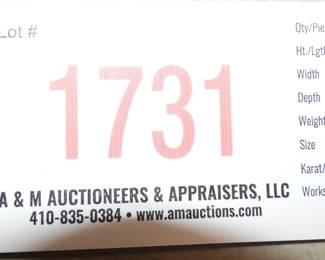 Lot #
1731
A & M AUCTIONEERS & APPRAISERS, LLC
410-835-0384 • www.amauctions.com
Qty/Pie
Ht./Lgt
Width
Depth
Weight
Size
Karat/
Works